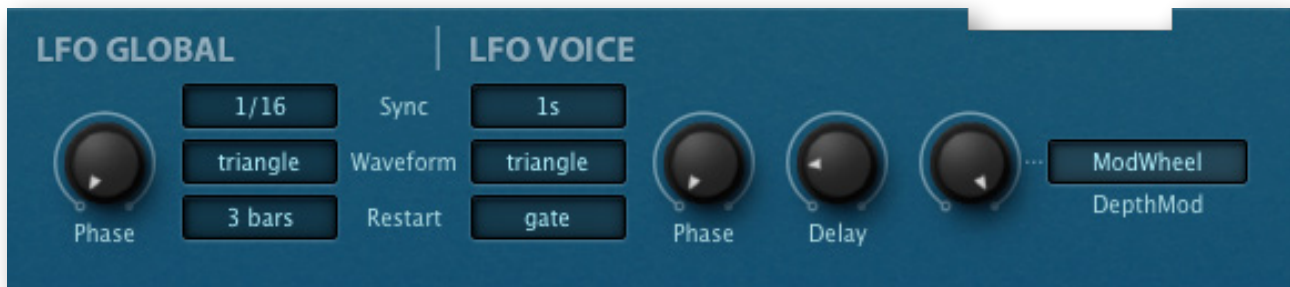 LFO GLOBAL | LFO VOICE
1/16 Sync 1s
triangle Waveform triangle ModWheel
3 bars Restart gate DepthMod
Phase Phase Delay